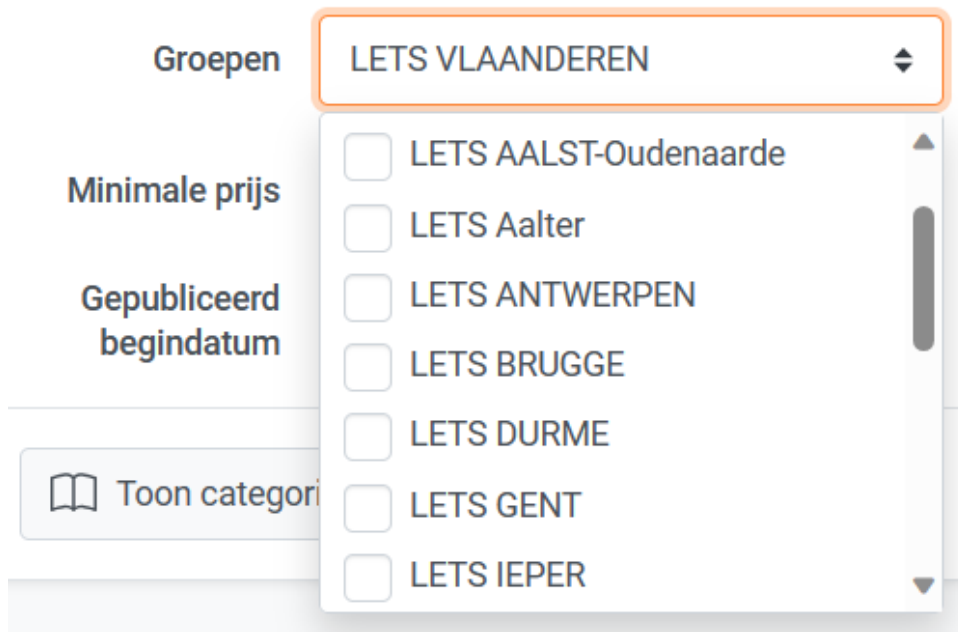 Groepen
LETS VLAANDEREN
LETS AALST-Oudenaarde
Minimale prijs
LETS Aalter
Gepubliceerd
begindatum
LETS ANTWERPEN
LETS BRUGGE
LETS DURME
Toon categori
LETS GENT
LETS IEPER